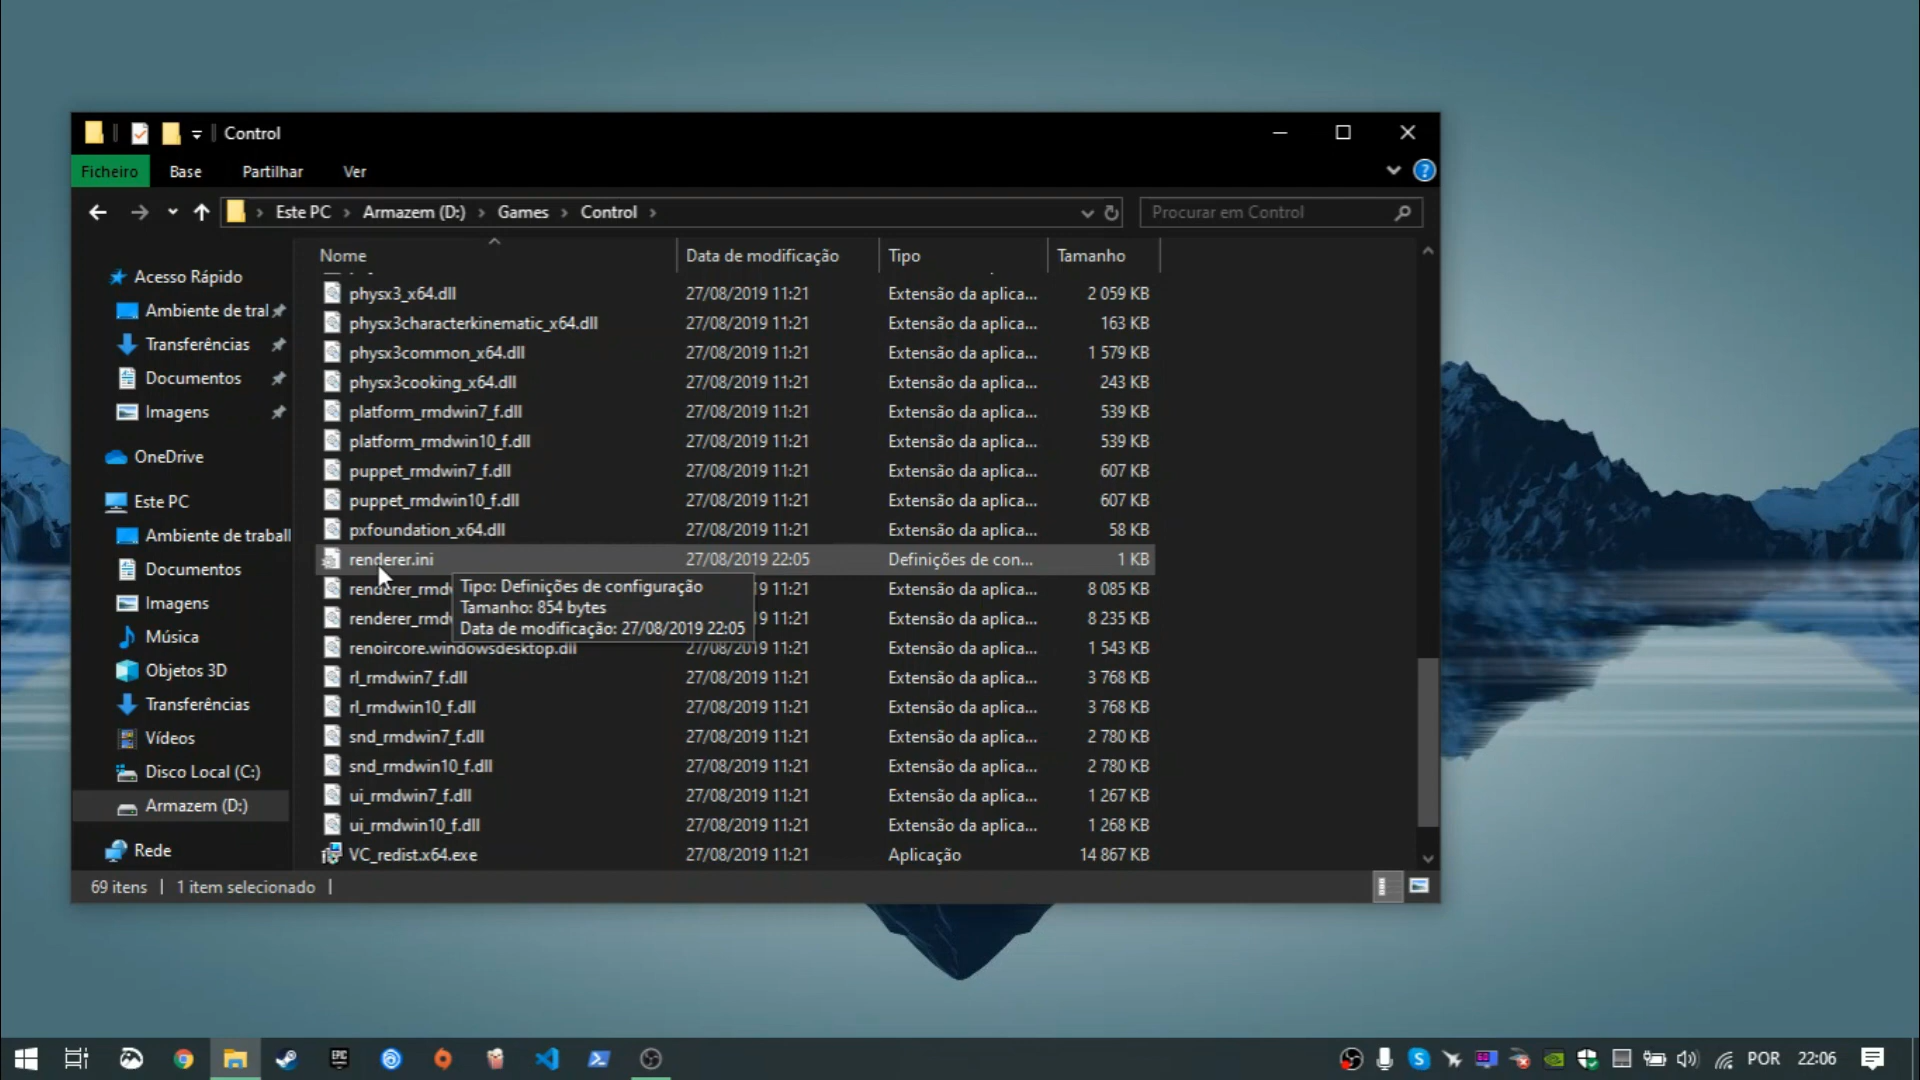 Control
Ficheiro Base Partilhar Ver
Este PC Armazem (D:) Games Control
Procurar em Control
Nome Data de modificação Tipo Tamanho
Acesso Rápido
Ambiente de tral
Transferências
Documentos
Imagens
OneDrive
Este PC
Ambiente de traball
Documentos
Imagens
Música
Objetos 3D
Transferências
Vídeos
Disco Local (C:)
Armazem (D:)
Rede
physx3_x64.dll 27/08/2019 11:21 Extensão da aplica... 2 059 KB
physx3characterkinematic_x64.dll 27/08/2019 11:21 Extensão da aplica... 163 KB
physx3common_x64.dll 27/08/2019 11:21 Extensão da aplica... 1 579 KB
physx3cooking_x64.dll 27/08/2019 11:21 Extensão da aplica... 243 KB
platform_rmdwin7_f.dll 27/08/2019 11:21 Extensão da aplica... 539 KB
platform_rmdwin10_f.dll 27/08/2019 11:21 Extensão da aplica... 539 KB
puppet_rmdwin7_f.dll 27/08/2019 11:21 Extensão da aplica... 607 KB
puppet_rmdwin10_f.dll 27/08/2019 11:21 Extensão da aplica... 607 KB
pxfoundation_x64.dll 27/08/2019 11:21 Extensão da aplica... 58 KB
renderer.ini 27/08/2019 22:05 Definições de con... 1 KB
renderer_rmdw 19 11:21 Extensão da aplica... 8 085 KB
renderer_rmdw 19 11:21 Extensão da aplica... 8 235 KB
Tipo: Definições de configuração
Tamanho: 854 bytes
Data de modificação: 27/08/2019 22:05
renoircore.windowsdesktop.dll 27/08/2019 11:21 Extensão da aplica... 1 543 KB
rl_rmdwin7_f.dll 27/08/2019 11:21 Extensão da aplica... 3 768 KB
rl_rmdwin10_f.dll 27/08/2019 11:21 Extensão da aplica... 3 768 KB
snd_rmdwin7_f.dll 27/08/2019 11:21 Extensão da aplica... 2 780 KB
snd_rmdwin10_f.dll 27/08/2019 11:21 Extensão da aplica... 2 780 KB
ui_rmdwin7_f.dll 27/08/2019 11:21 Extensão da aplica... 1 267 KB
ui_rmdwin10_f.dll 27/08/2019 11:21 Extensão da aplica... 1 268 KB
VC_redist.x64.exe 27/08/2019 11:21 Aplicação 14 867 KB
69 itens 1 item selecionado
EPIC POR 22:06